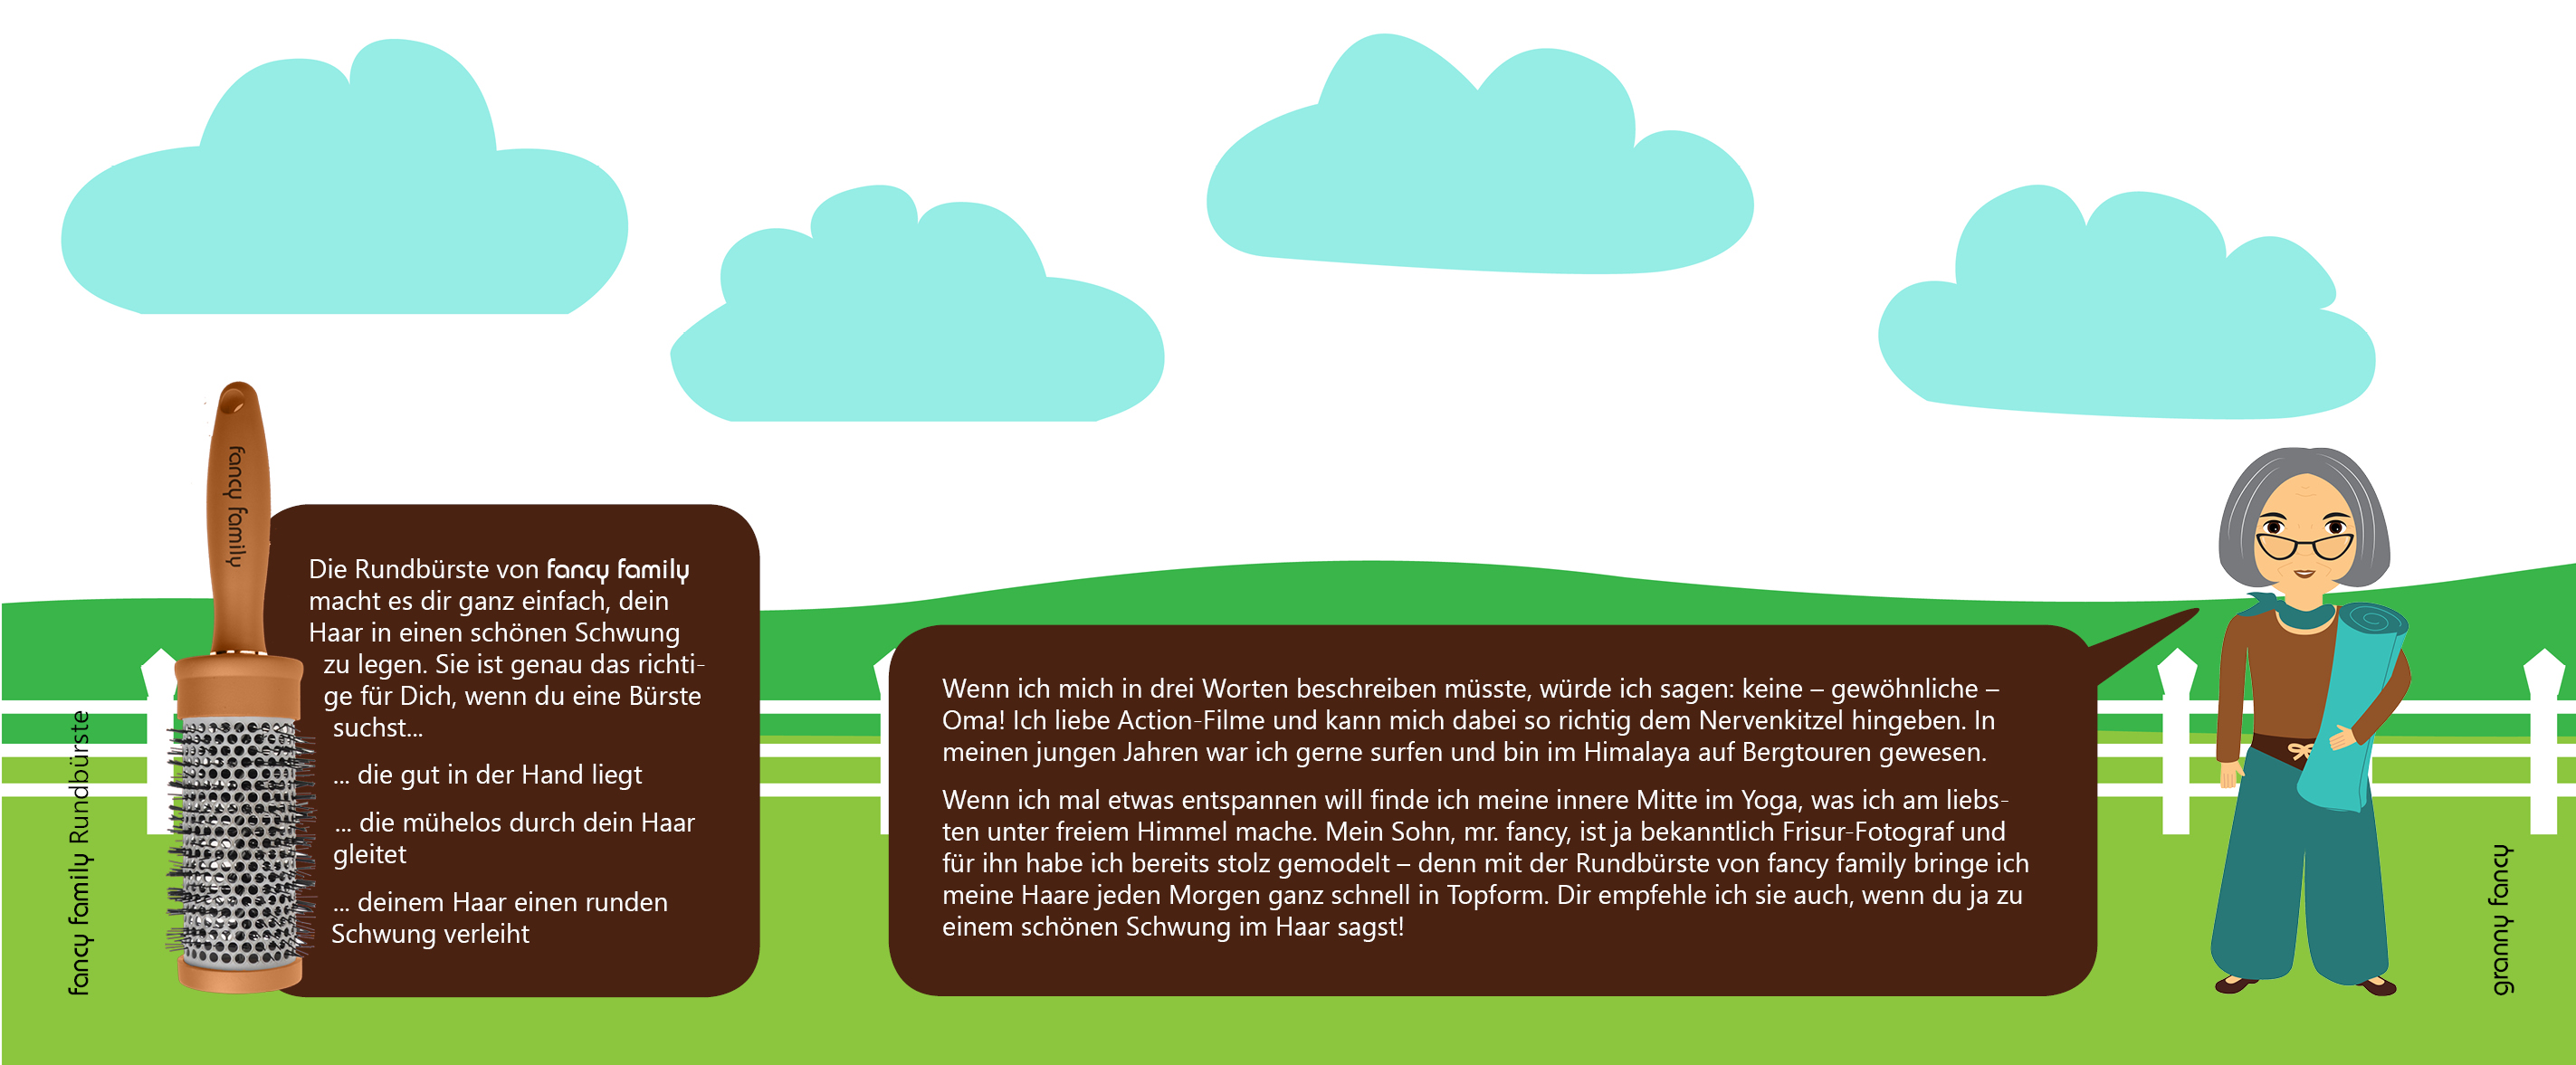 fancy family
Die Rundbürste von fancy family
macht es dir ganz einfach, dein
Haar in einen schönen Schwung
zu legen. Sie ist genau das richti-
ge für Dich, wenn du eine Bürste
suchst...
... die gut in der Hand liegt
... die mühelos durch dein Haar
gleitet
... deinem Haar einen runden
Schwung verleiht
fancy family Rundbürste
Wenn ich mich in drei Worten beschreiben müsste, würde ich sagen: keine – gewöhnliche –
Oma! Ich liebe Action-Filme und kann mich dabei so richtig dem Nervenkitzel hingeben. In
meinen jungen Jahren war ich gerne surfen und bin im Himalaya auf Bergtouren gewesen.
Wenn ich mal etwas entspannen will finde ich meine innere Mitte im Yoga, was ich am liebs-
ten unter freiem Himmel mache. Mein Sohn, mr. fancy, ist ja bekanntlich Frisur-Fotograf und
für ihn habe ich bereits stolz gemodelt – denn mit der Rundbürste von fancy family bringe ich
meine Haare jeden Morgen ganz schnell in Topform. Dir empfehle ich sie auch, wenn du ja zu
einem schönen Schwung im Haar sagst!
granny fancy